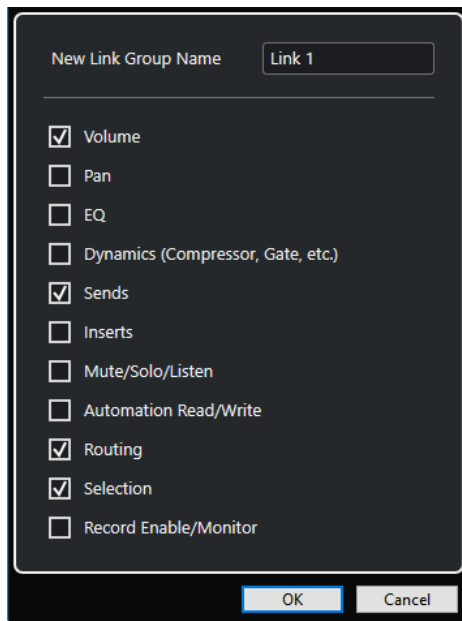 New Link Group Name
Link 1
Volume
Pan
EQ
Dynamics (Compressor, Gate, etc.)
Sends
Inserts
Mute/Solo/Listen
Automation Read/Write
Routing
Selection
Record Enable/Monitor
OK
Cancel